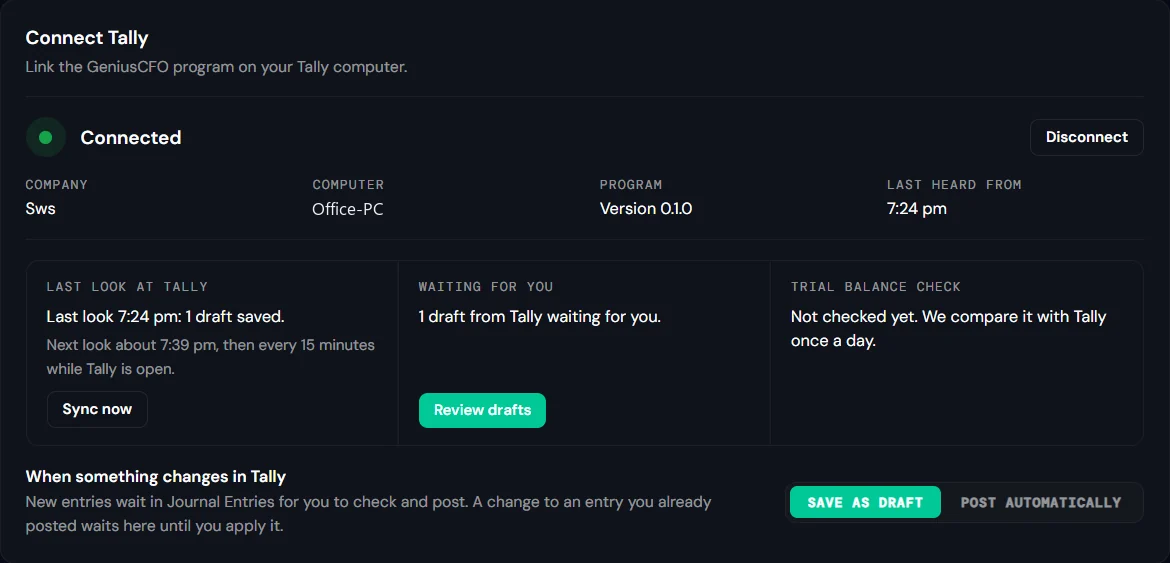 Connect Tally
Link the GeniusCFO program on your Tally computer.
Connected
Disconnect
COMPANY
Sws
COMPUTER
Office-PC
PROGRAM
Version 0.1.0
LAST HEARD FROM
7:24 pm
LAST LOOK AT TALLY
Last look 7:24 pm: 1 draft saved.
Next look about 7:39 pm, then every 15 minutes
while Tally is open.
Sync now
WAITING FOR YOU
1 draft from Tally waiting for you.
Review drafts
TRIAL BALANCE CHECK
Not checked yet. We compare it with Tally
once a day.
When something changes in Tally
New entries wait in Journal Entries for you to check and post. A change to an entry you already
posted waits here until you apply it.
SAVE AS DRAFT
POST AUTOMATICALLY